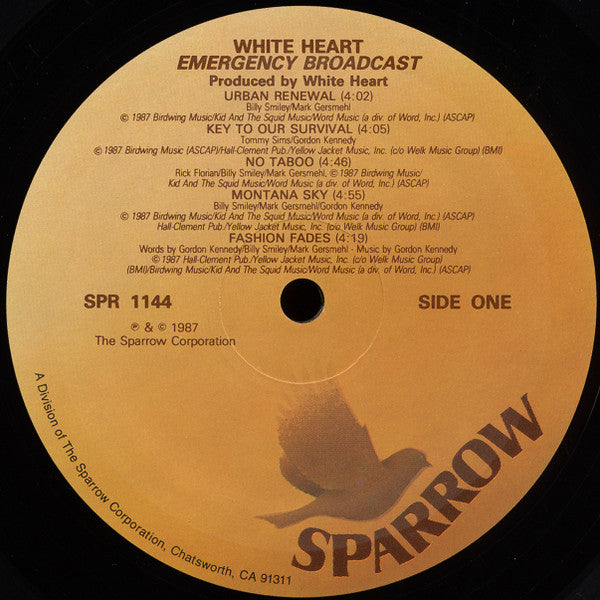 WHITE HEART
EMERGENCY BROADCAST
Produced by White Heart
URBAN RENEWAL (4:02)
Billy Smiley/Mark Gersmehl
© 1987 Birdwing Music/Kid And The Squid Music/Word Music (a div. of Word, Inc.) (ASCAP)
KEY TO OUR SURVIVAL (4:05)
Tommy Sims/Gordon Kennedy
© 1987 Birdwing Music (ASCAP)/Hall-Clement Pub./Yellow Jacket Music, Inc. (c/o Welk Music Group) (BMI)
NO TABOO (4:46)
Rick Florian/Billy Smiley/Mark Gersmehl, © 1987 Birdwing Music/
Kid And The Squid Music/Word Music (a div. of Word, Inc.) (ASCAP)
MONTANA SKY (4:55)
Billy Smiley/Mark Gersmehl/Gordon Kennedy
© 1987 Birdwing Music/Kid And The Squid Music/Word Music (a div. of Word, Inc.) (ASCAP)
Hall-Clement Pub./Yellow Jacket Music, Inc. (c/o Welk Music Group) (BMI)
FASHION FADES (4:19)
Words by Gordon Kennedy/Billy Smiley/Mark Gersmehl - Music by Gordon Kennedy
© 1987 Hall-Clement Pub./Yellow Jacket Music, Inc. (c/o Welk Music Group)
(BMI)/Birdwing Music/Kid And The Squid Music/Word Music (a div. of Word, Inc.) (ASCAP)
SPR 1144
SIDE ONE
℗ & © 1987
The Sparrow Corporation
A Division of The Sparrow Corporation, Chatsworth, CA 91311
SPARROW